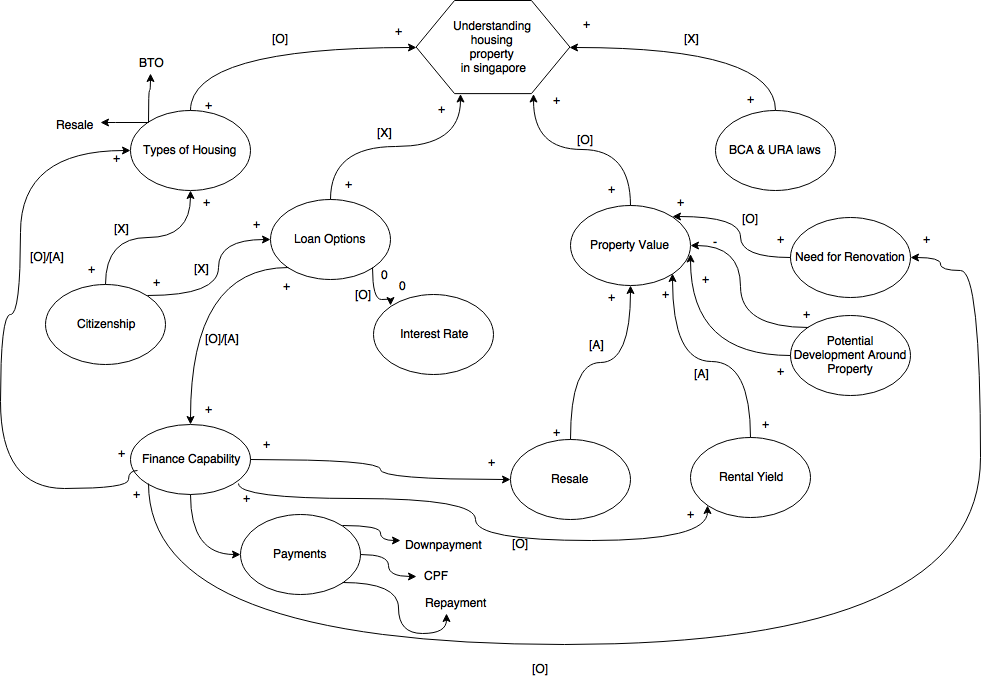 +
Understanding
housing
property
in singapore
+
[O]
[X]
BTO
+
+
+
+
Resale
[X]
[O]
Types of Housing
BCA & URA laws
+
+
+
+
+
[X]
+
[O]
[O]/[A]
[X]
Loan Options
Property Value
-
+
+
Need for Renovation
+
+
0
+
0
[O]
+
+
+
+
Citizenship
Interest Rate
[O]/[A]
[A]
Potential
Development Around
Property
[A]
+
+
+
+
+
+
Finance Capability
+
Resale
Rental Yield
+
+
+
[O]
Payments
Downpayment
CPF
Repayment
[O]